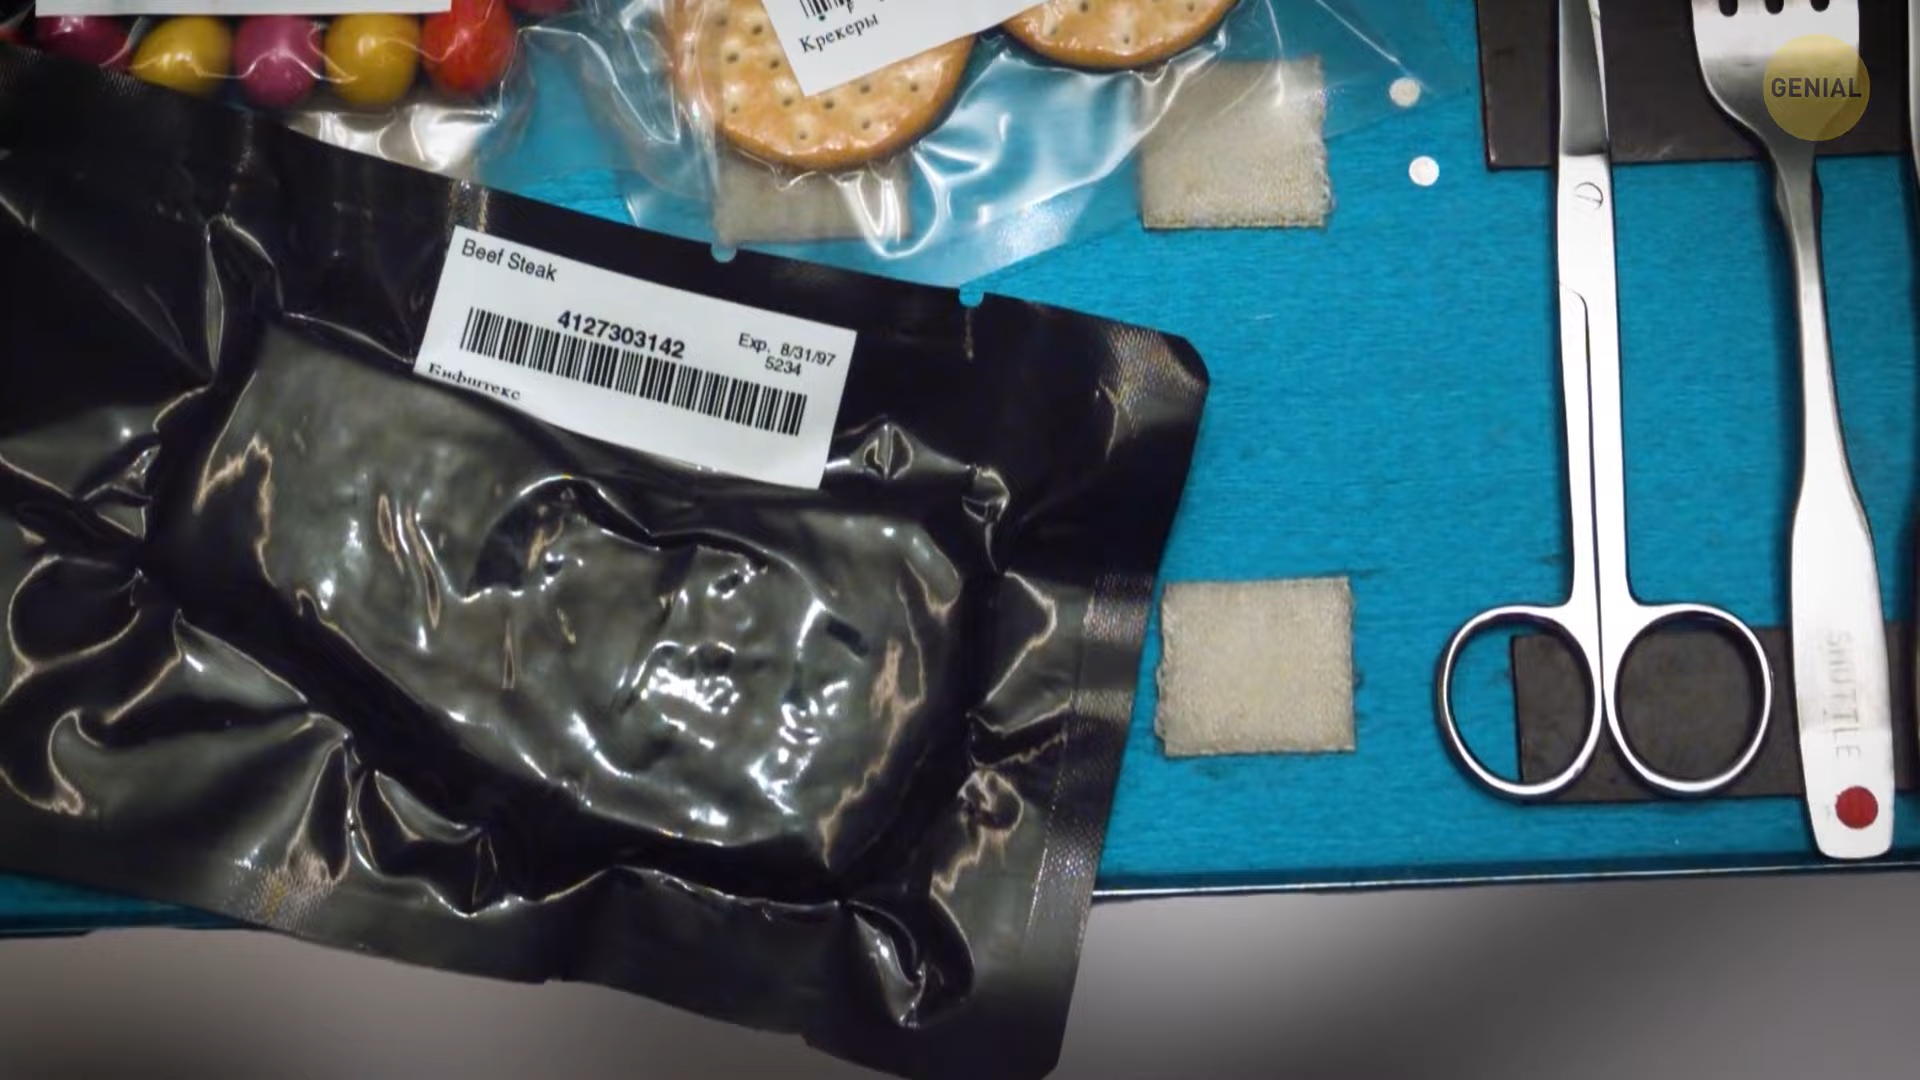 Крекеры
GENIAL
Beef Steak
4127303142
Exp. 8/31/97
5234
Бифштекс
SHUTTLE